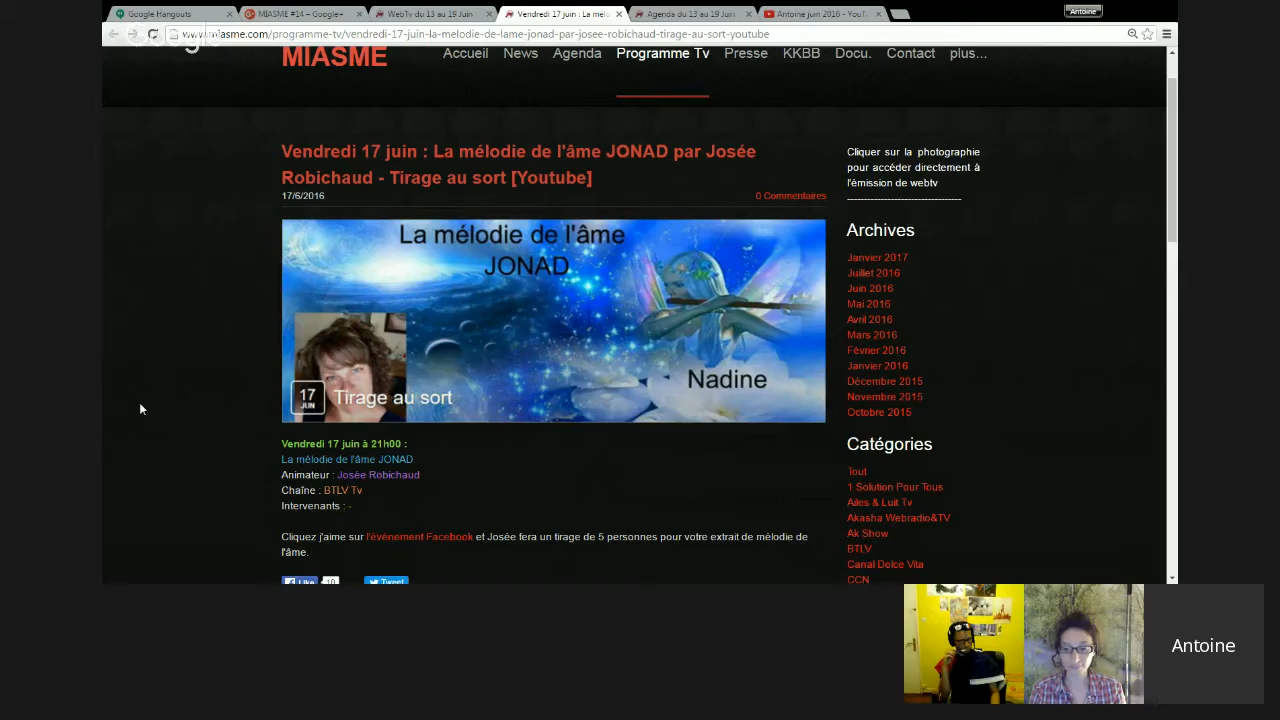 Google Hangouts
MIASME #14 – Google+
WebTv du 13 au 19 Juin
Vendredi 17 juin : La mélo
Agenda du 13 au 19 Juin
Antoine juin 2016 - YouT
Antoine
Google
www.miasme.com/programme-tv/vendredi-17-juin-la-melodie-de-lame-jonad-par-josee-robichaud-tirage-au-sort-youtube
MIASME
Accueil News Agenda Programme Tv Presse KKBB Docu. Contact plus...
Vendredi 17 juin : La mélodie de l'âme JONAD par Josée
Robichaud - Tirage au sort [Youtube]
17/6/2016
0 Commentaires
La mélodie de l'âme
JONAD
Nadine
17
JUN
Tirage au sort
Vendredi 17 juin à 21h00 :
La mélodie de l'âme JONAD
Animateur : Josée Robichaud
Chaîne : BTLV Tv
Intervenants : -
Cliquez j'aime sur l'événement Facebook et Josée fera un tirage de 5 personnes pour votre extrait de mélodie de
l'âme.
Like 10
Tweet
Cliquer sur la photographie
pour accéder directement à
l'émission de webtv
----------------------------------
Archives
Janvier 2017
Juillet 2016
Juin 2016
Mai 2016
Avril 2016
Mars 2016
Février 2016
Janvier 2016
Décembre 2015
Novembre 2015
Octobre 2015
Catégories
Tout
1 Solution Pour Tous
Ailes & Luit Tv
Akasha Webradio&TV
Ak Show
BTLV
Canal Dolce Vita
CCN
Antoine